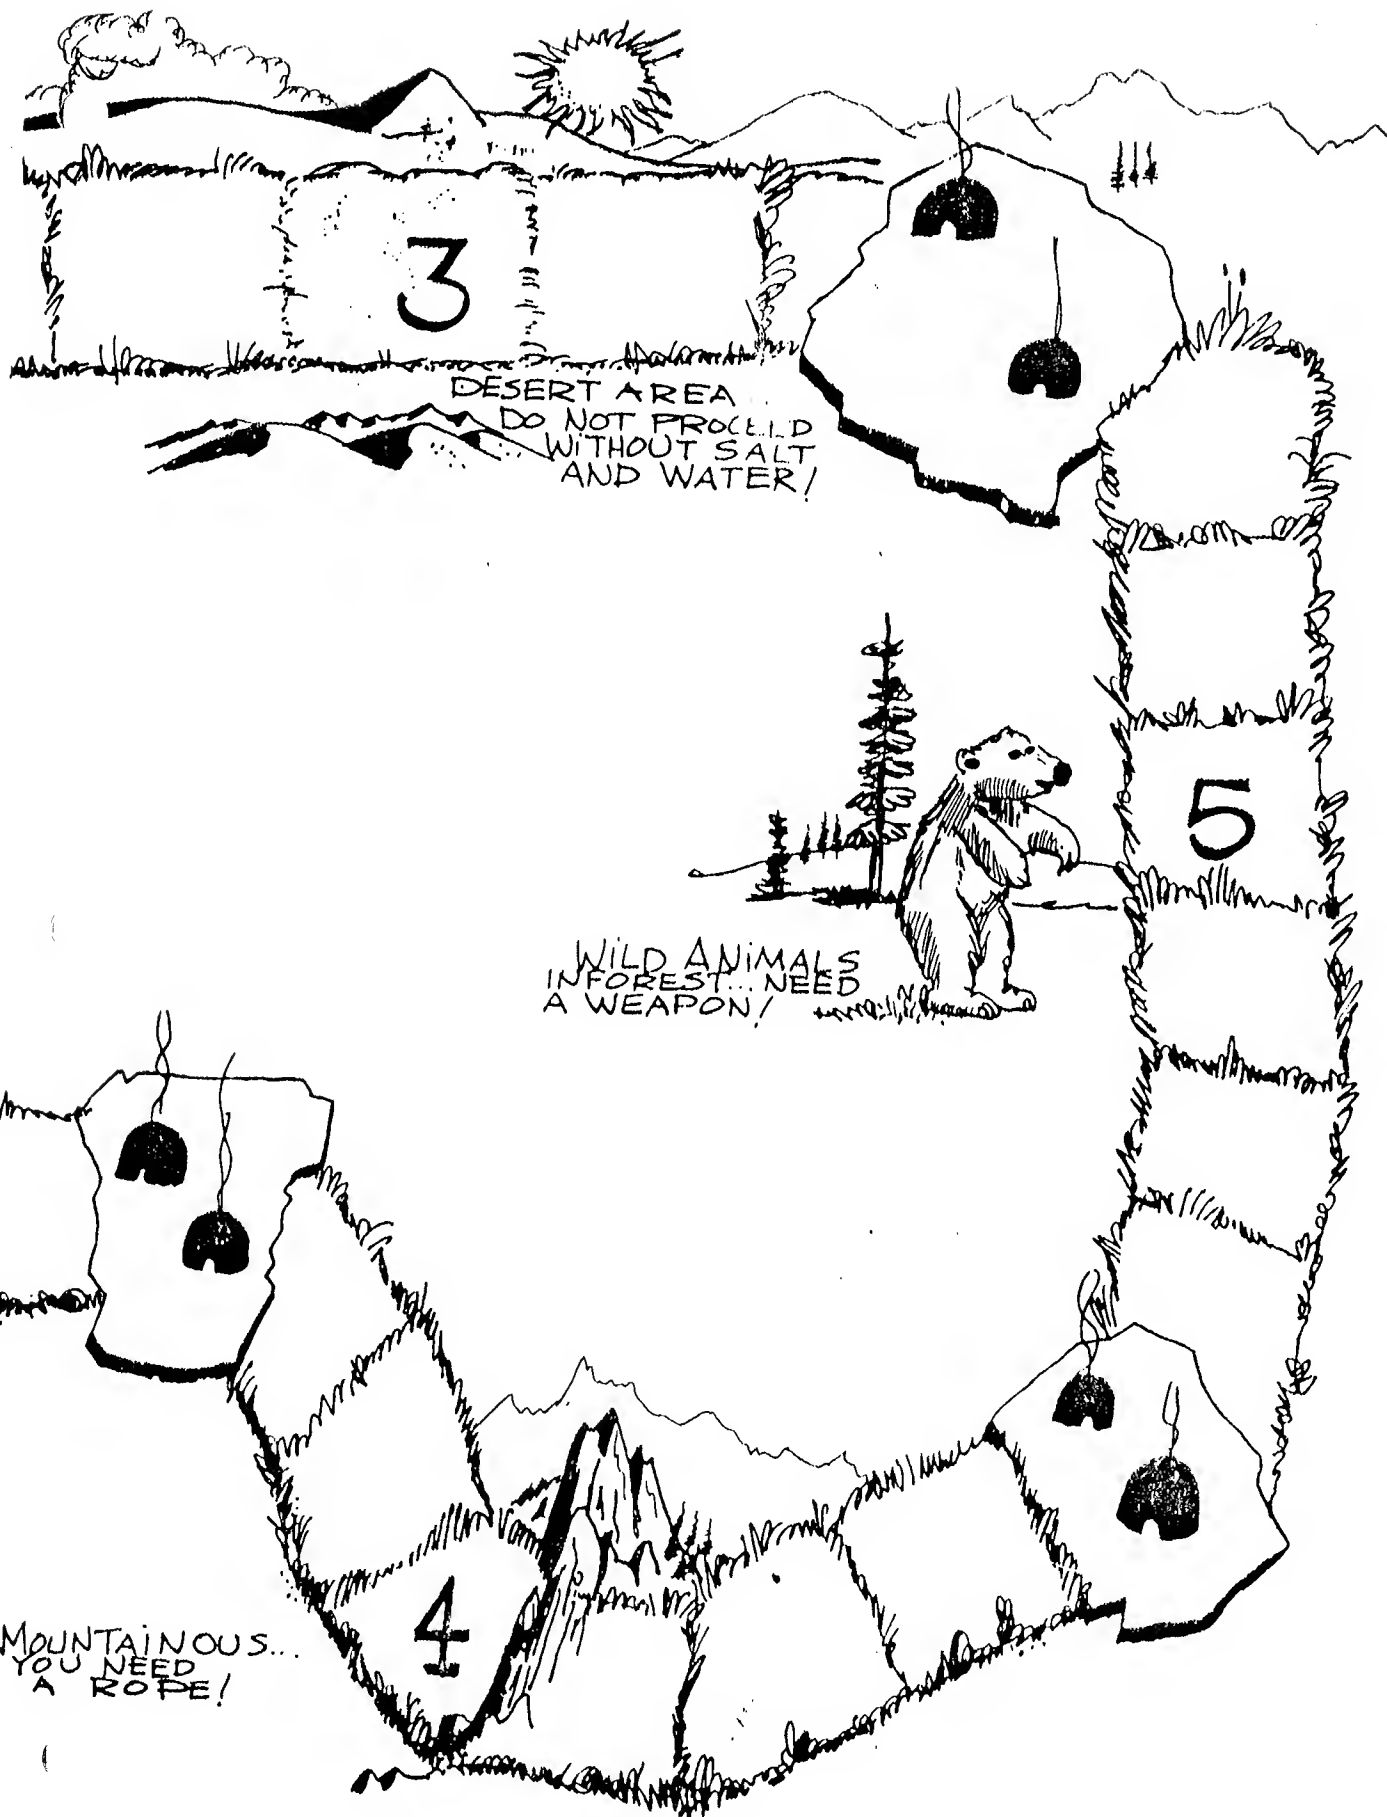 3
DESERT AREA..
DO NOT PROCEED
WITHOUT SALT
AND WATER!
5
WILD ANIMALS
IN FOREST... NEED
A WEAPON!
4
MOUNTAINOUS...
YOU NEED
A ROPE!